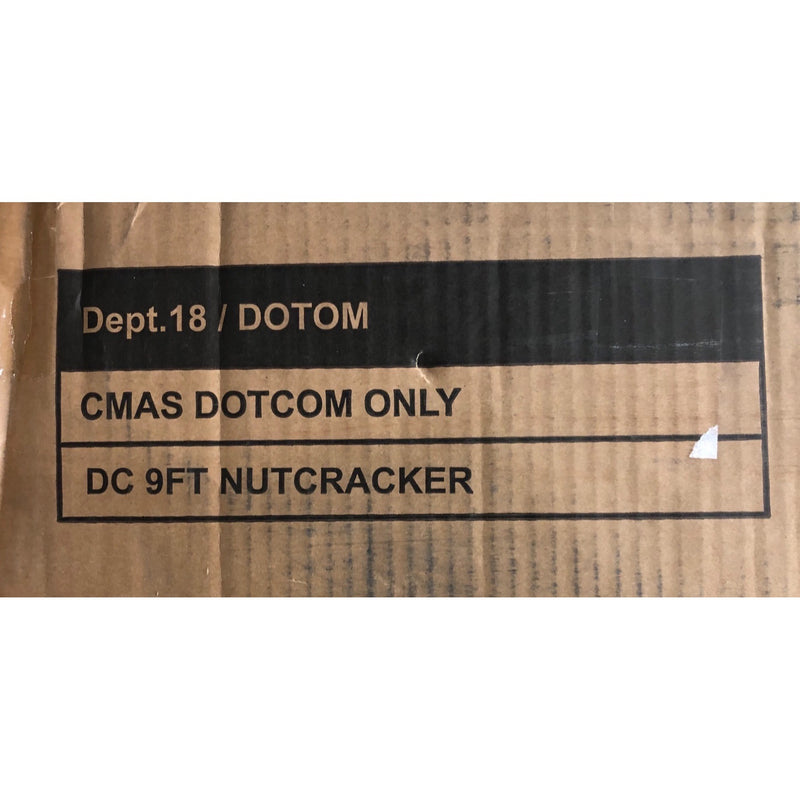 Dept.18 / DOTOM
CMAS DOTCOM ONLY
DC 9FT NUTCRACKER